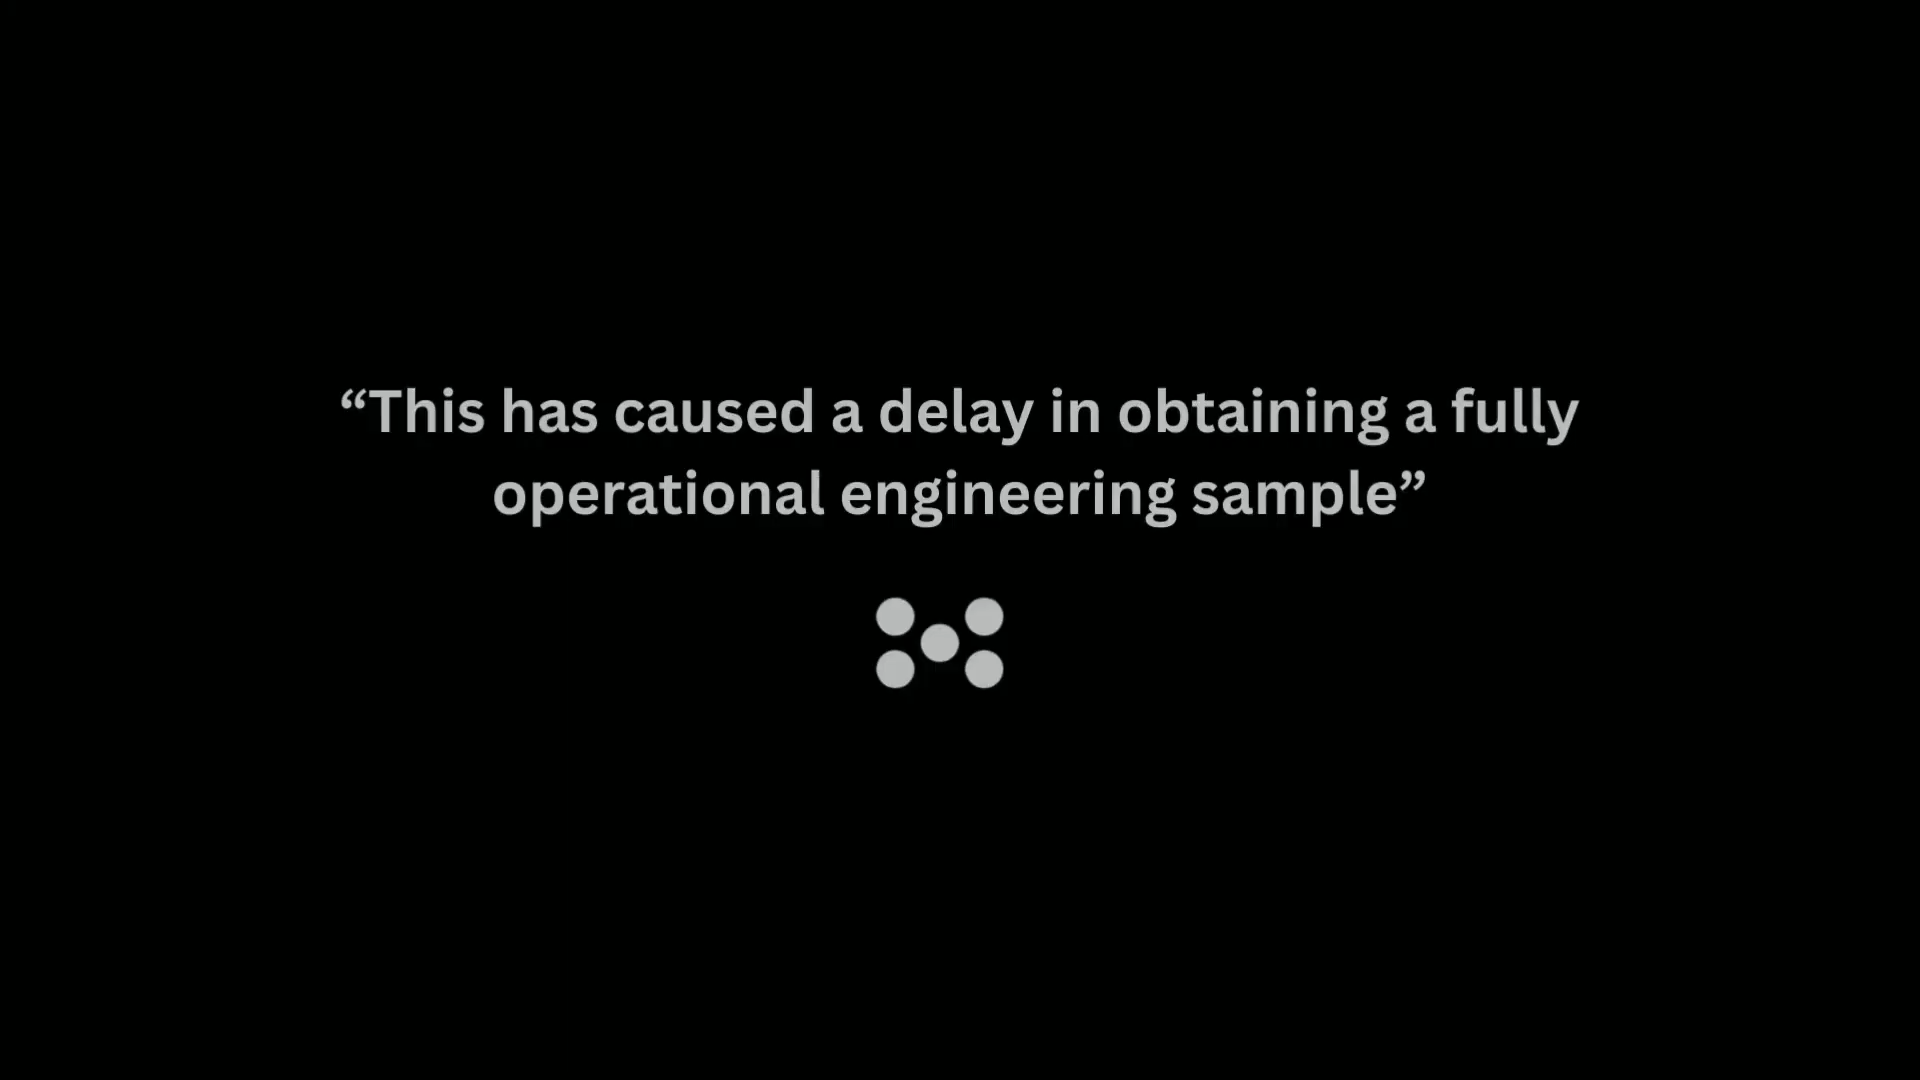 “This has caused a delay in obtaining a fully
operational engineering sample”